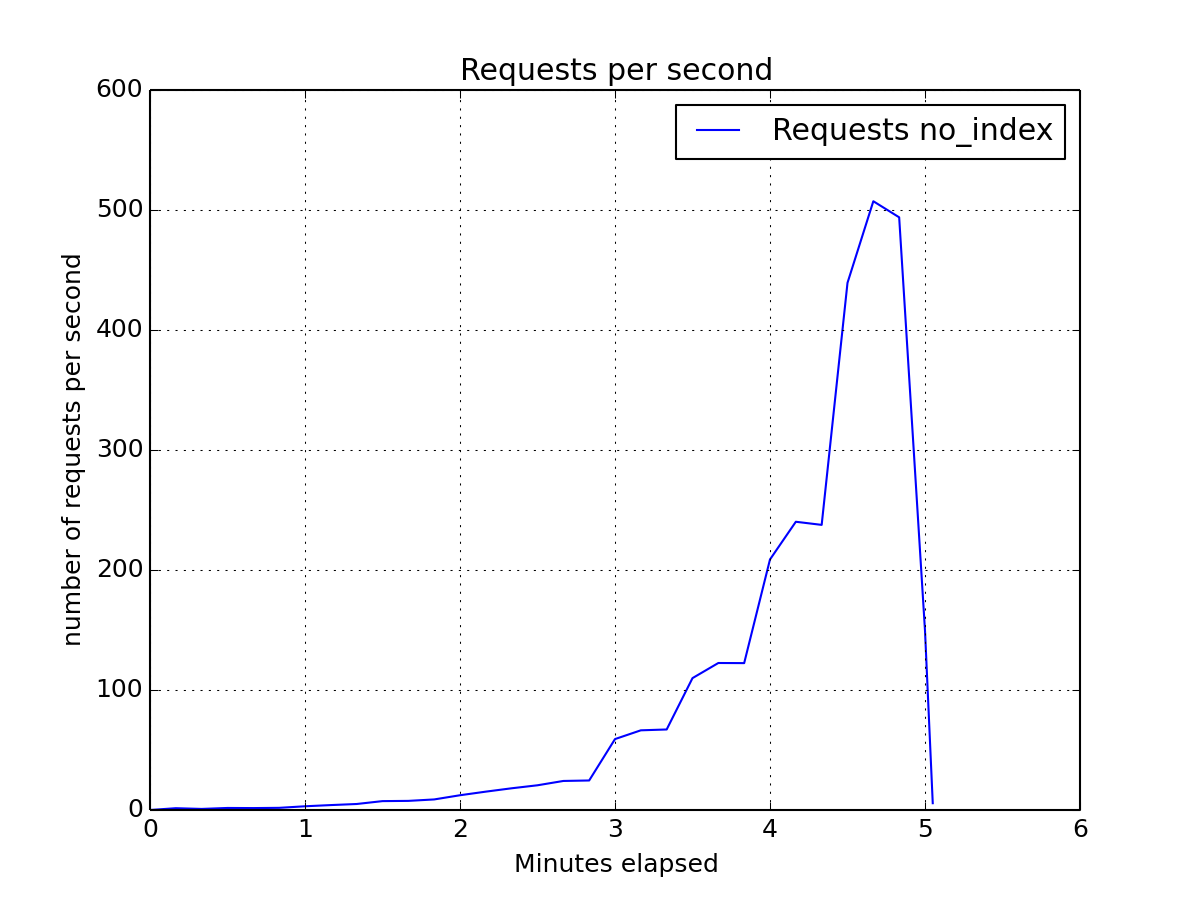 Requests per second
Requests no_index
number of requests per second
600
500
400
300
200
100
0
0 1 2 3 4 5 6
Minutes elapsed